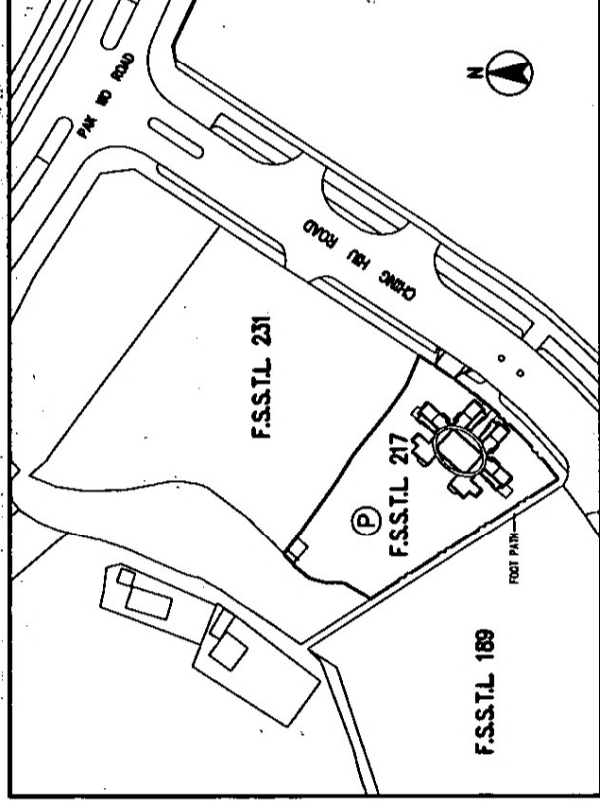 PAK WO ROAD
N
CHING HIU ROAD
F.S.S.T.L. 231
P
F.S.S.T.L. 217
FOOT PATH
F.S.S.T.L. 189